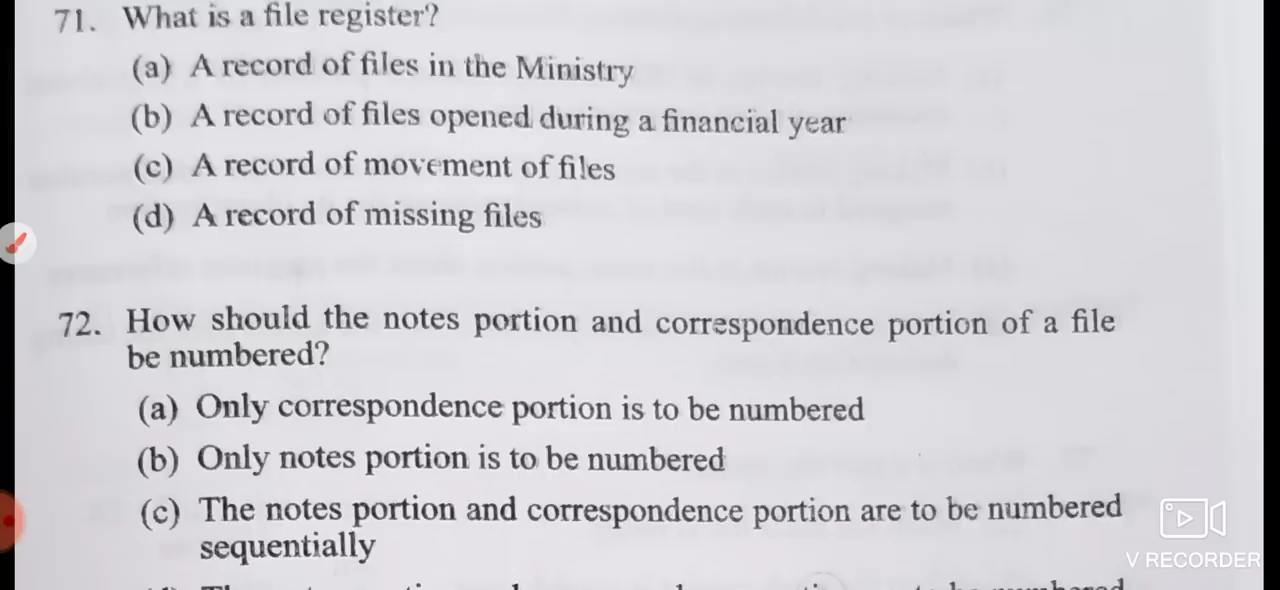 71. What is a file register?
(a) A record of files in the Ministry
(b) A record of files opened during a financial year
(c) A record of movement of files
(d) A record of missing files
72. How should the notes portion and correspondence portion of a file
be numbered?
(a) Only correspondence portion is to be numbered
(b) Only notes portion is to be numbered
(c) The notes portion and correspondence portion are to be numbered
sequentially
V RECORDER